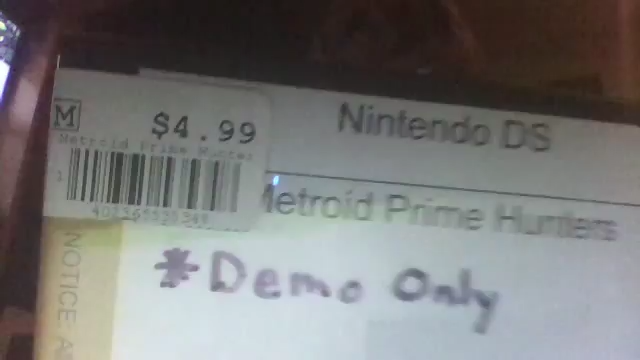 M
$4.99
Nintendo DS
Metroid Prime Hunter
Metroid Prime Hunters
*Demo Only
NOTICE